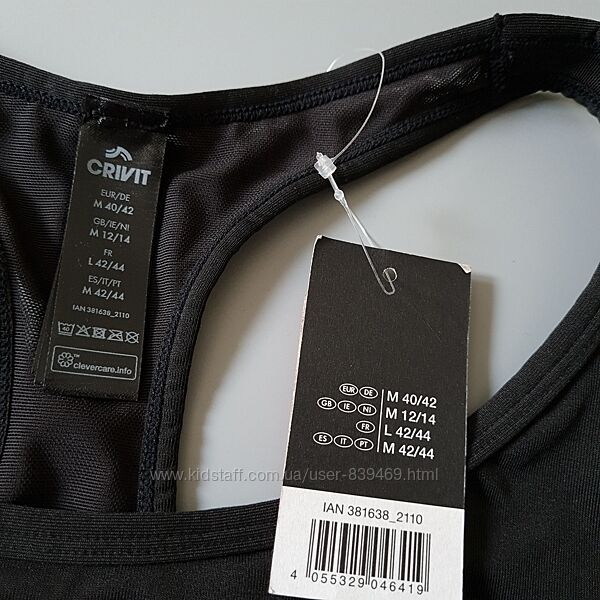 CRIVIT
EUR/DE
M 40/42
GB/IE/NI
M 12/14
FR
L 42/44
ES/IT/PT
M 42/44
IAN 381638_2110
40
clevercare.info
EUR DE M 40/42
GB IE NI M 12/14
FR L 42/44
ES IT PT M 42/44
IAN 381638_2110
4 055329 046419
www.kidstaff.com.ua/user-839469.html